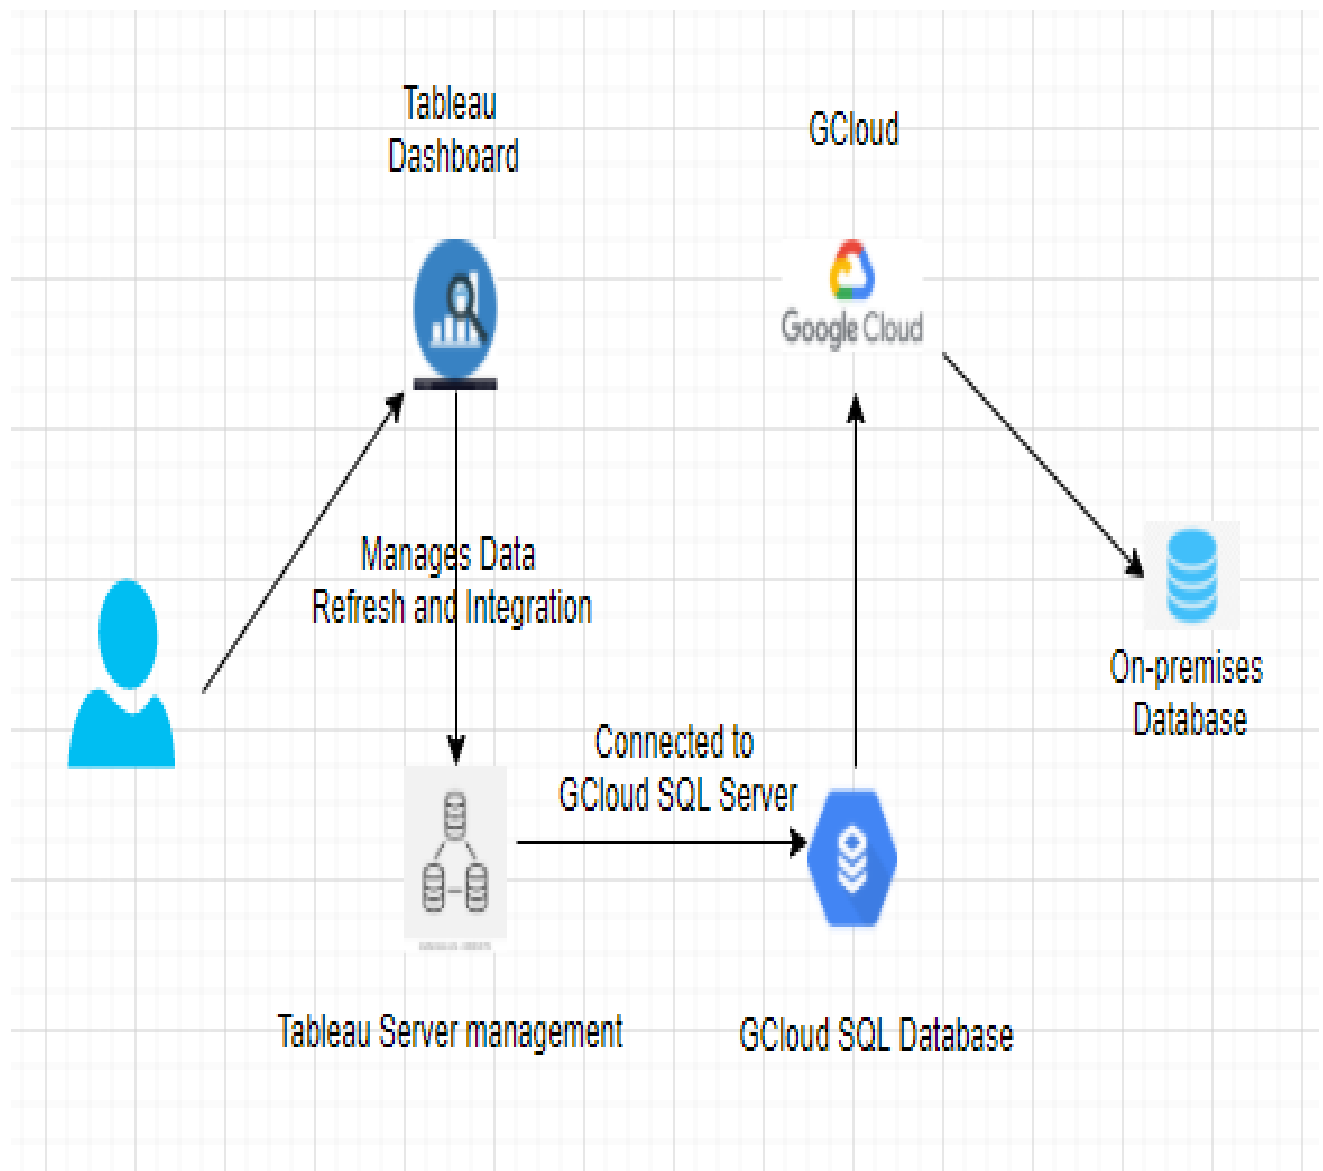 Tableau
Dashboard
GCloud
Google Cloud
Manages Data
Refresh and Integration
On-premises
Database
Connected to
GCloud SQL Server
Tableau Server management
GCloud SQL Database